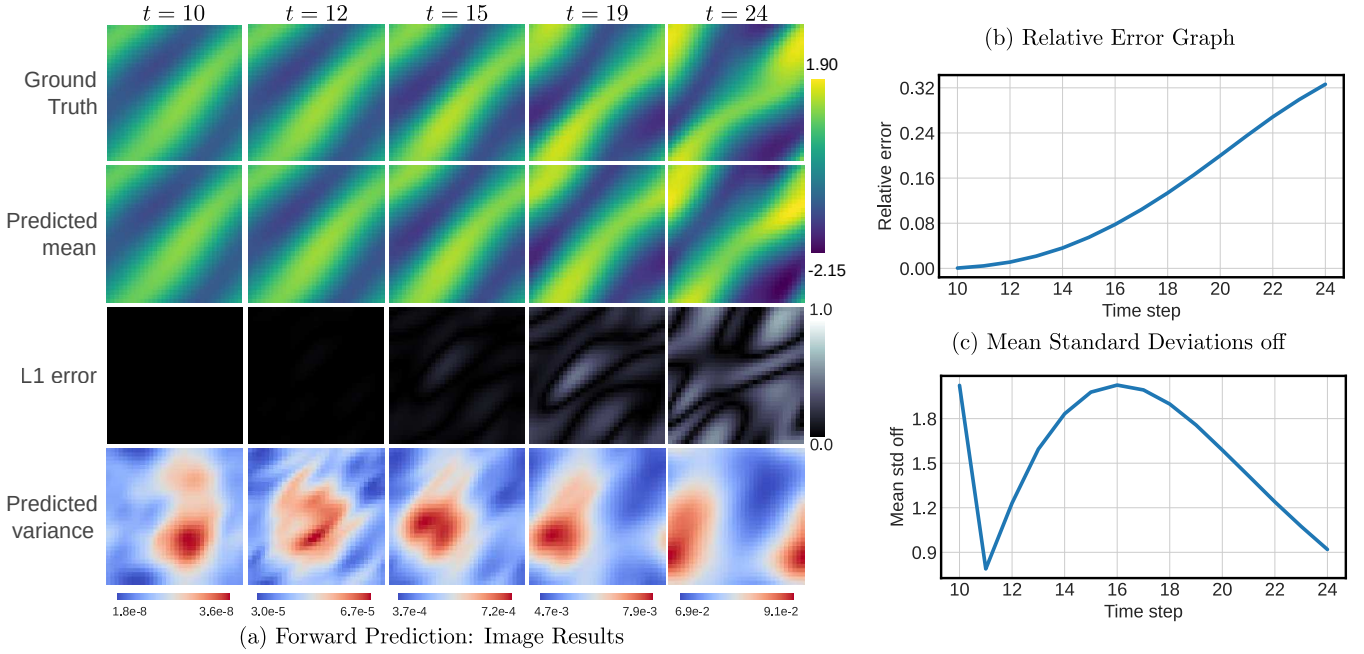 t = 10 t = 12 t = 15 t = 19 t = 24
Ground
Truth
1.90
Predicted
mean
-2.15
1.0
L1 error
0.0
Predicted
variance
1.8e-8 3.6e-8 3.0e-5 6.7e-5 3.7e-4 7.2e-4 4.7e-3 7.9e-3 6.9e-2 9.1e-2
(a) Forward Prediction: Image Results
(b) Relative Error Graph
0.32
0.24
0.16
0.08
0.00
Relative error
10 12 14 16 18 20 22 24
Time step
(c) Mean Standard Deviations off
1.8
1.5
1.2
0.9
Mean std off
10 12 14 16 18 20 22 24
Time step